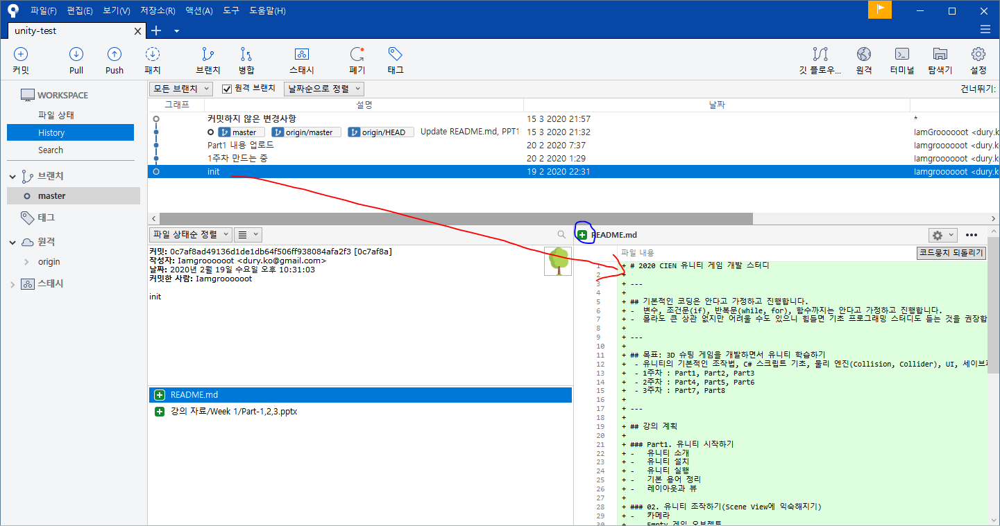 파일(F) 편집(E) 보기(V) 저장소(R) 액션(A) 도구 도움말(H)
unity-test
커밋 Pull Push 패치 브랜치 병합 스태시 폐기 태그 깃 플로우... 원격 터미널 탐색기 설정
WORKSPACE
파일 상태
History
Search
브랜치
master
태그
원격
origin
스태시
모든 브랜치 원격 브랜치 날짜순으로 정렬 건너뛰기:
그래프 설명 날짜
커밋하지 않은 변경사항 15 3 2020 21:57 *
master origin/master origin/HEAD Update README.md, PPT1 15 3 2020 21:32 IamGroooooot <dury.k
Part1 내용 업로드 20 2 2020 7:37 Iamgroooooot <dury.k
1주차 만드는 중 20 2 2020 1:29 Iamgroooooot <dury.k
init 19 2 2020 22:31 Iamgroooooot <dury.k
파일 상태순 정렬
커밋: 0c7af8ad49136d1de1db64f506ff938084afa2f3 [0c7af8a]
작성자: Iamgroooooot <dury.ko@gmail.com>
날짜: 2020년 2월 19일 수요일 오후 10:31:03
커밋한 사람: Iamgroooooot
init
README.md
강의 자료/Week 1/Part-1,2,3.pptx
README.md
파일 내용 코드뭉치 되돌리기
1 + # 2020 CIEN 유니티 게임 개발 스터디
2 +
3 + ---
4 +
5 + ## 기본적인 코딩은 안다고 가정하고 진행합니다.
6 + - 변수, 조건문(if), 반복문(while, for), 함수까지는 안다고 가정하고 진행합니다.
7 + - 몰라도 큰 상관 없지만 어려울 수도 있으니 힘들면 기초 프로그래밍 스터디도 듣는 것을 권장합
8 +
9 + ---
10 +
11 + ## 목표: 3D 슈팅 게임을 개발하면서 유니티 학습하기
12 + - 유니티의 기본적인 조작법, C# 스크립트 기초, 물리 엔진(Collision, Collider), UI, 세이브
13 + - 1주차 : Part1, Part2, Part3
14 + - 2주차 : Part4, Part5, Part6
15 + - 3주차 : Part7, Part8
16 +
17 + ---
18 +
19 + ## 강의 계획
20 +
21 + ### Part1. 유니티 시작하기
22 + - 유니티 소개
23 + - 유니티 설치
24 + - 유니티 실행
25 + - 기본 용어 정리
26 + - 레이아웃과 뷰
27 +
28 + ### 02. 유니티 조작하기(Scene View에 익숙해지기)
29 + - 카메라
30 + - Empty 게임 오브젝트